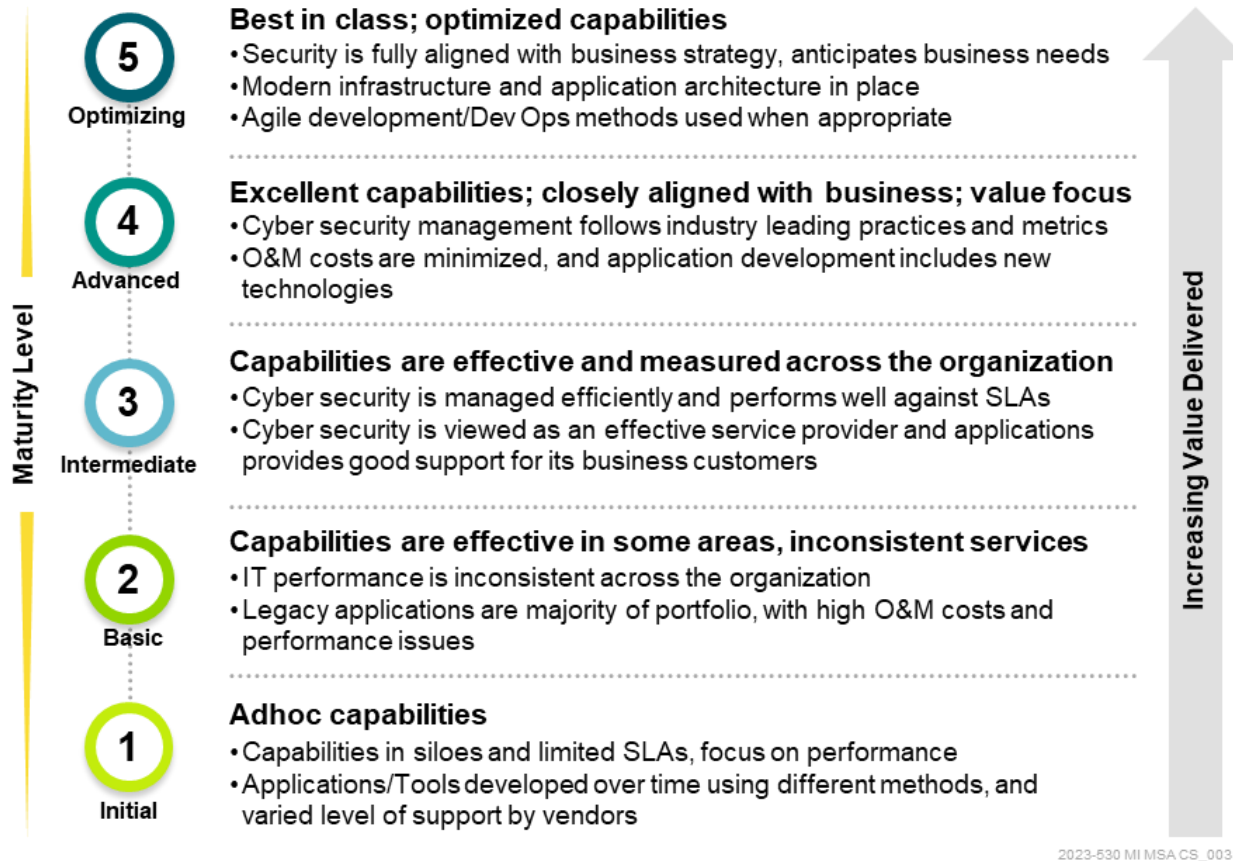 Maturity Level
5
Optimizing
Best in class; optimized capabilities
•Security is fully aligned with business strategy, anticipates business needs
•Modern infrastructure and application architecture in place
•Agile development/Dev Ops methods used when appropriate
4
Advanced
Excellent capabilities; closely aligned with business; value focus
•Cyber security management follows industry leading practices and metrics
•O&M costs are minimized, and application development includes new
technologies
3
Intermediate
Capabilities are effective and measured across the organization
•Cyber security is managed efficiently and performs well against SLAs
•Cyber security is viewed as an effective service provider and applications
provides good support for its business customers
2
Basic
Capabilities are effective in some areas, inconsistent services
•IT performance is inconsistent across the organization
•Legacy applications are majority of portfolio, with high O&M costs and
performance issues
1
Initial
Adhoc capabilities
•Capabilities in siloes and limited SLAs, focus on performance
•Applications/Tools developed over time using different methods, and
varied level of support by vendors
Increasing Value Delivered
2023-530 MI MSA CS_003